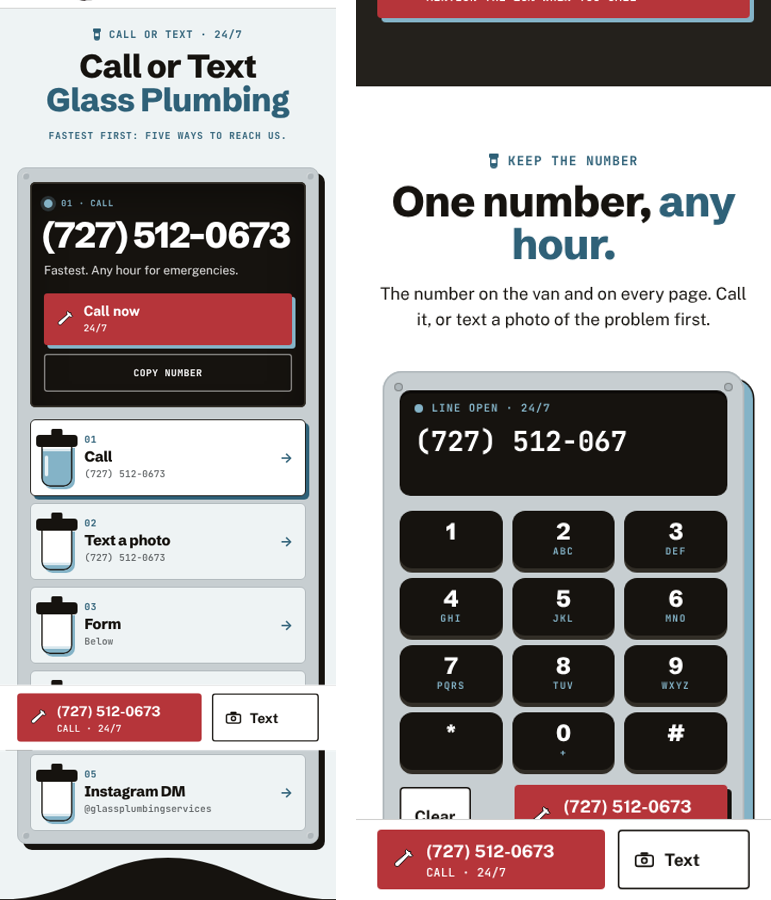 CALL OR TEXT · 24/7
Call or Text
Glass Plumbing
FASTEST FIRST: FIVE WAYS TO REACH US.
01 · CALL
(727) 512-0673
Fastest. Any hour for emergencies.
Call now
24/7
COPY NUMBER
01
Call
(727) 512-0673
→
02
Text a photo
(727) 512-0673
→
03
Form
Below
→
(727) 512-0673
CALL · 24/7
Text
05
Instagram DM
@glassplumbingservices
→
KEEP THE NUMBER
One number, any
hour.
The number on the van and on every page. Call
it, or text a photo of the problem first.
LINE OPEN · 24/7
(727) 512-067
1
2
ABC
3
DEF
4
GHI
5
JKL
6
MNO
7
PQRS
8
TUV
9
WXYZ
*
0
+
#
Clear
(727) 512-0673
(727) 512-0673
CALL · 24/7
Text